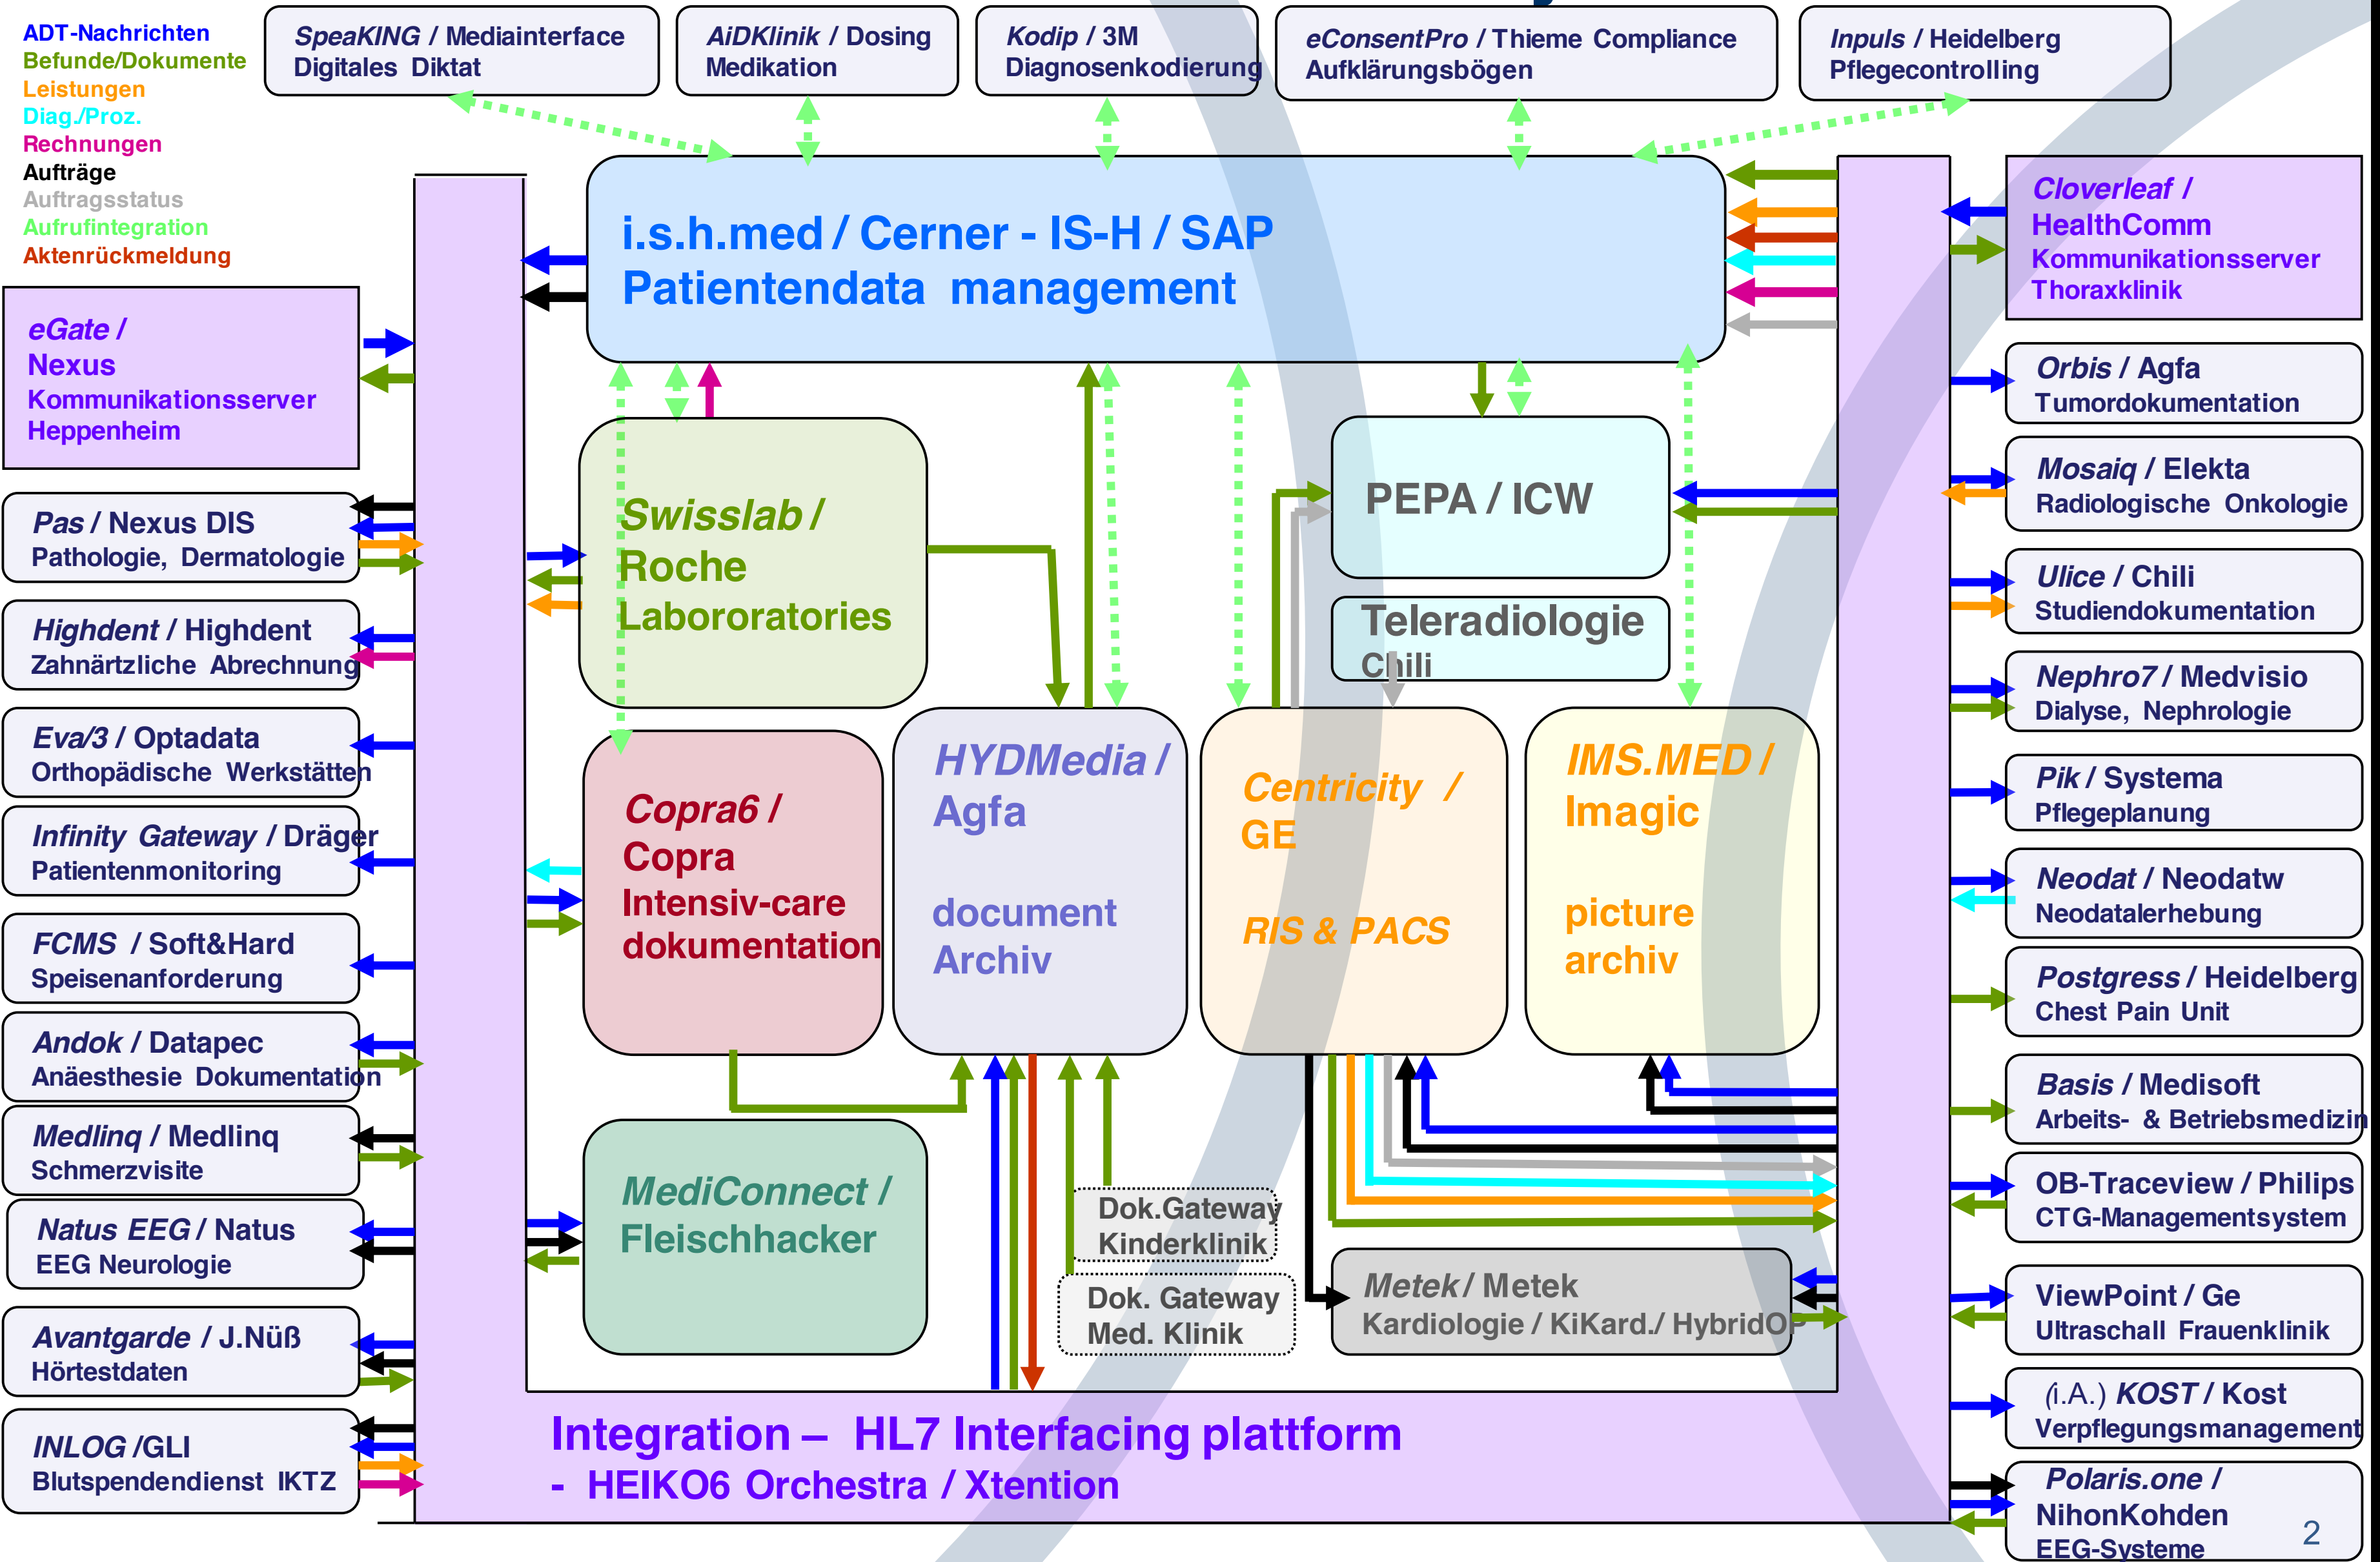 ADT-Nachrichten
Befunde/Dokumente
Leistungen
Diag./Proz.
Rechnungen
Aufträge
Auftragsstatus
Aufrufintegration
Aktenrückmeldung
SpeaKING / Mediainterface
Digitales Diktat
AiDKlinik / Dosing
Medikation
Kodip / 3M
Diagnosenkodierung
eConsentPro / Thieme Compliance
Aufklärungsbögen
Inpuls / Heidelberg
Pflegecontrolling
i.s.h.med / Cerner - IS-H / SAP
Patientendata management
Cloverleaf /
HealthComm
Kommunikationsserver
Thoraxklinik
eGate /
Nexus
Kommunikationsserver
Heppenheim
Pas / Nexus DIS
Pathologie, Dermatologie
Highdent / Highdent
Zahnärtzliche Abrechnung
Eva/3 / Optadata
Orthopädische Werkstätten
Infinity Gateway / Dräger
Patientenmonitoring
FCMS / Soft&Hard
Speisenanforderung
Andok / Datapec
Anäesthesie Dokumentation
Medlinq / Medlinq
Schmerzvisite
Natus EEG / Natus
EEG Neurologie
Avantgarde / J.Nüß
Hörtestdaten
INLOG /GLI
Blutspendendienst IKTZ
Swisslab /
Roche
Labororatories
PEPA / ICW
Teleradiologie
Chili
Copra6 /
Copra
Intensiv-care
dokumentation
HYDMedia /
Agfa
document
Archiv
Centricity /
GE
RIS & PACS
IMS.MED /
Imagic
picture
archiv
MediConnect /
Fleischhacker
Dok.Gateway
Kinderklinik
Dok. Gateway
Med. Klinik
Metek / Metek
Kardiologie / KiKard./ HybridOP
Integration – HL7 Interfacing plattform
- HEIKO6 Orchestra / Xtention
Orbis / Agfa
Tumordokumentation
Mosaiq / Elekta
Radiologische Onkologie
Ulice / Chili
Studiendokumentation
Nephro7 / Medvisio
Dialyse, Nephrologie
Pik / Systema
Pflegeplanung
Neodat / Neodatw
Neodatalerhebung
Postgress / Heidelberg
Chest Pain Unit
Basis / Medisoft
Arbeits- & Betriebsmedizin
OB-Traceview / Philips
CTG-Managementsystem
ViewPoint / Ge
Ultraschall Frauenklinik
(i.A.) KOST / Kost
Verpflegungsmanagement
Polaris.one /
NihonKohden
EEG-Systeme
2